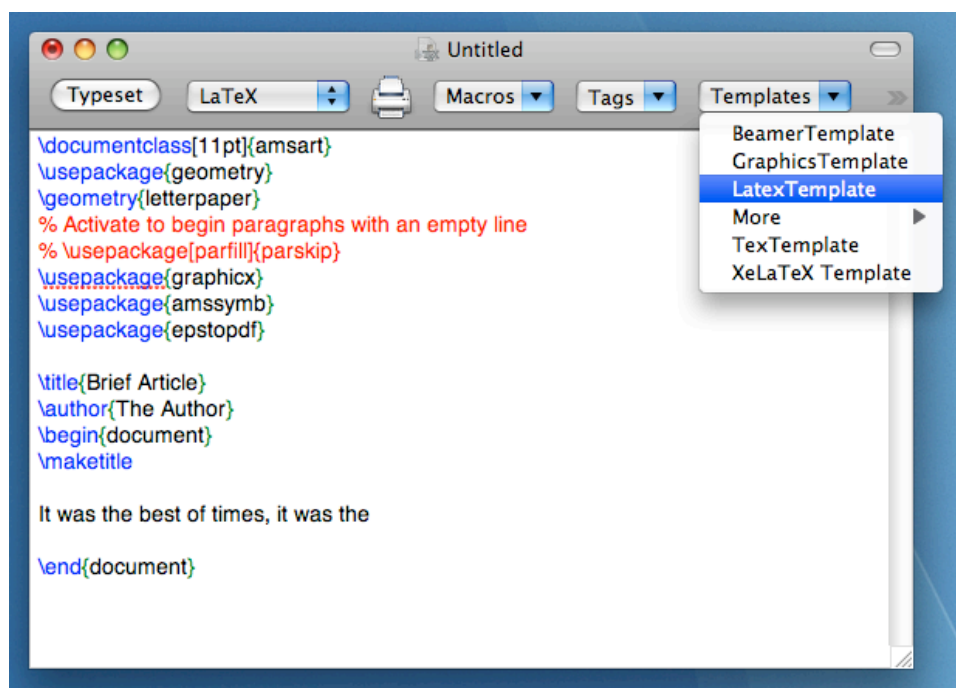 Untitled
Typeset LaTeX Macros Tags Templates
BeamerTemplate
GraphicsTemplate
LatexTemplate
More
TexTemplate
XeLaTeX Template
\documentclass[11pt]{amsart}
\usepackage{geometry}
\geometry{letterpaper}
% Activate to begin paragraphs with an empty line
% \usepackage[parfill]{parskip}
\usepackage{graphicx}
\usepackage{amssymb}
\usepackage{epstopdf}
\title{Brief Article}
\author{The Author}
\begin{document}
\maketitle
It was the best of times, it was the
\end{document}